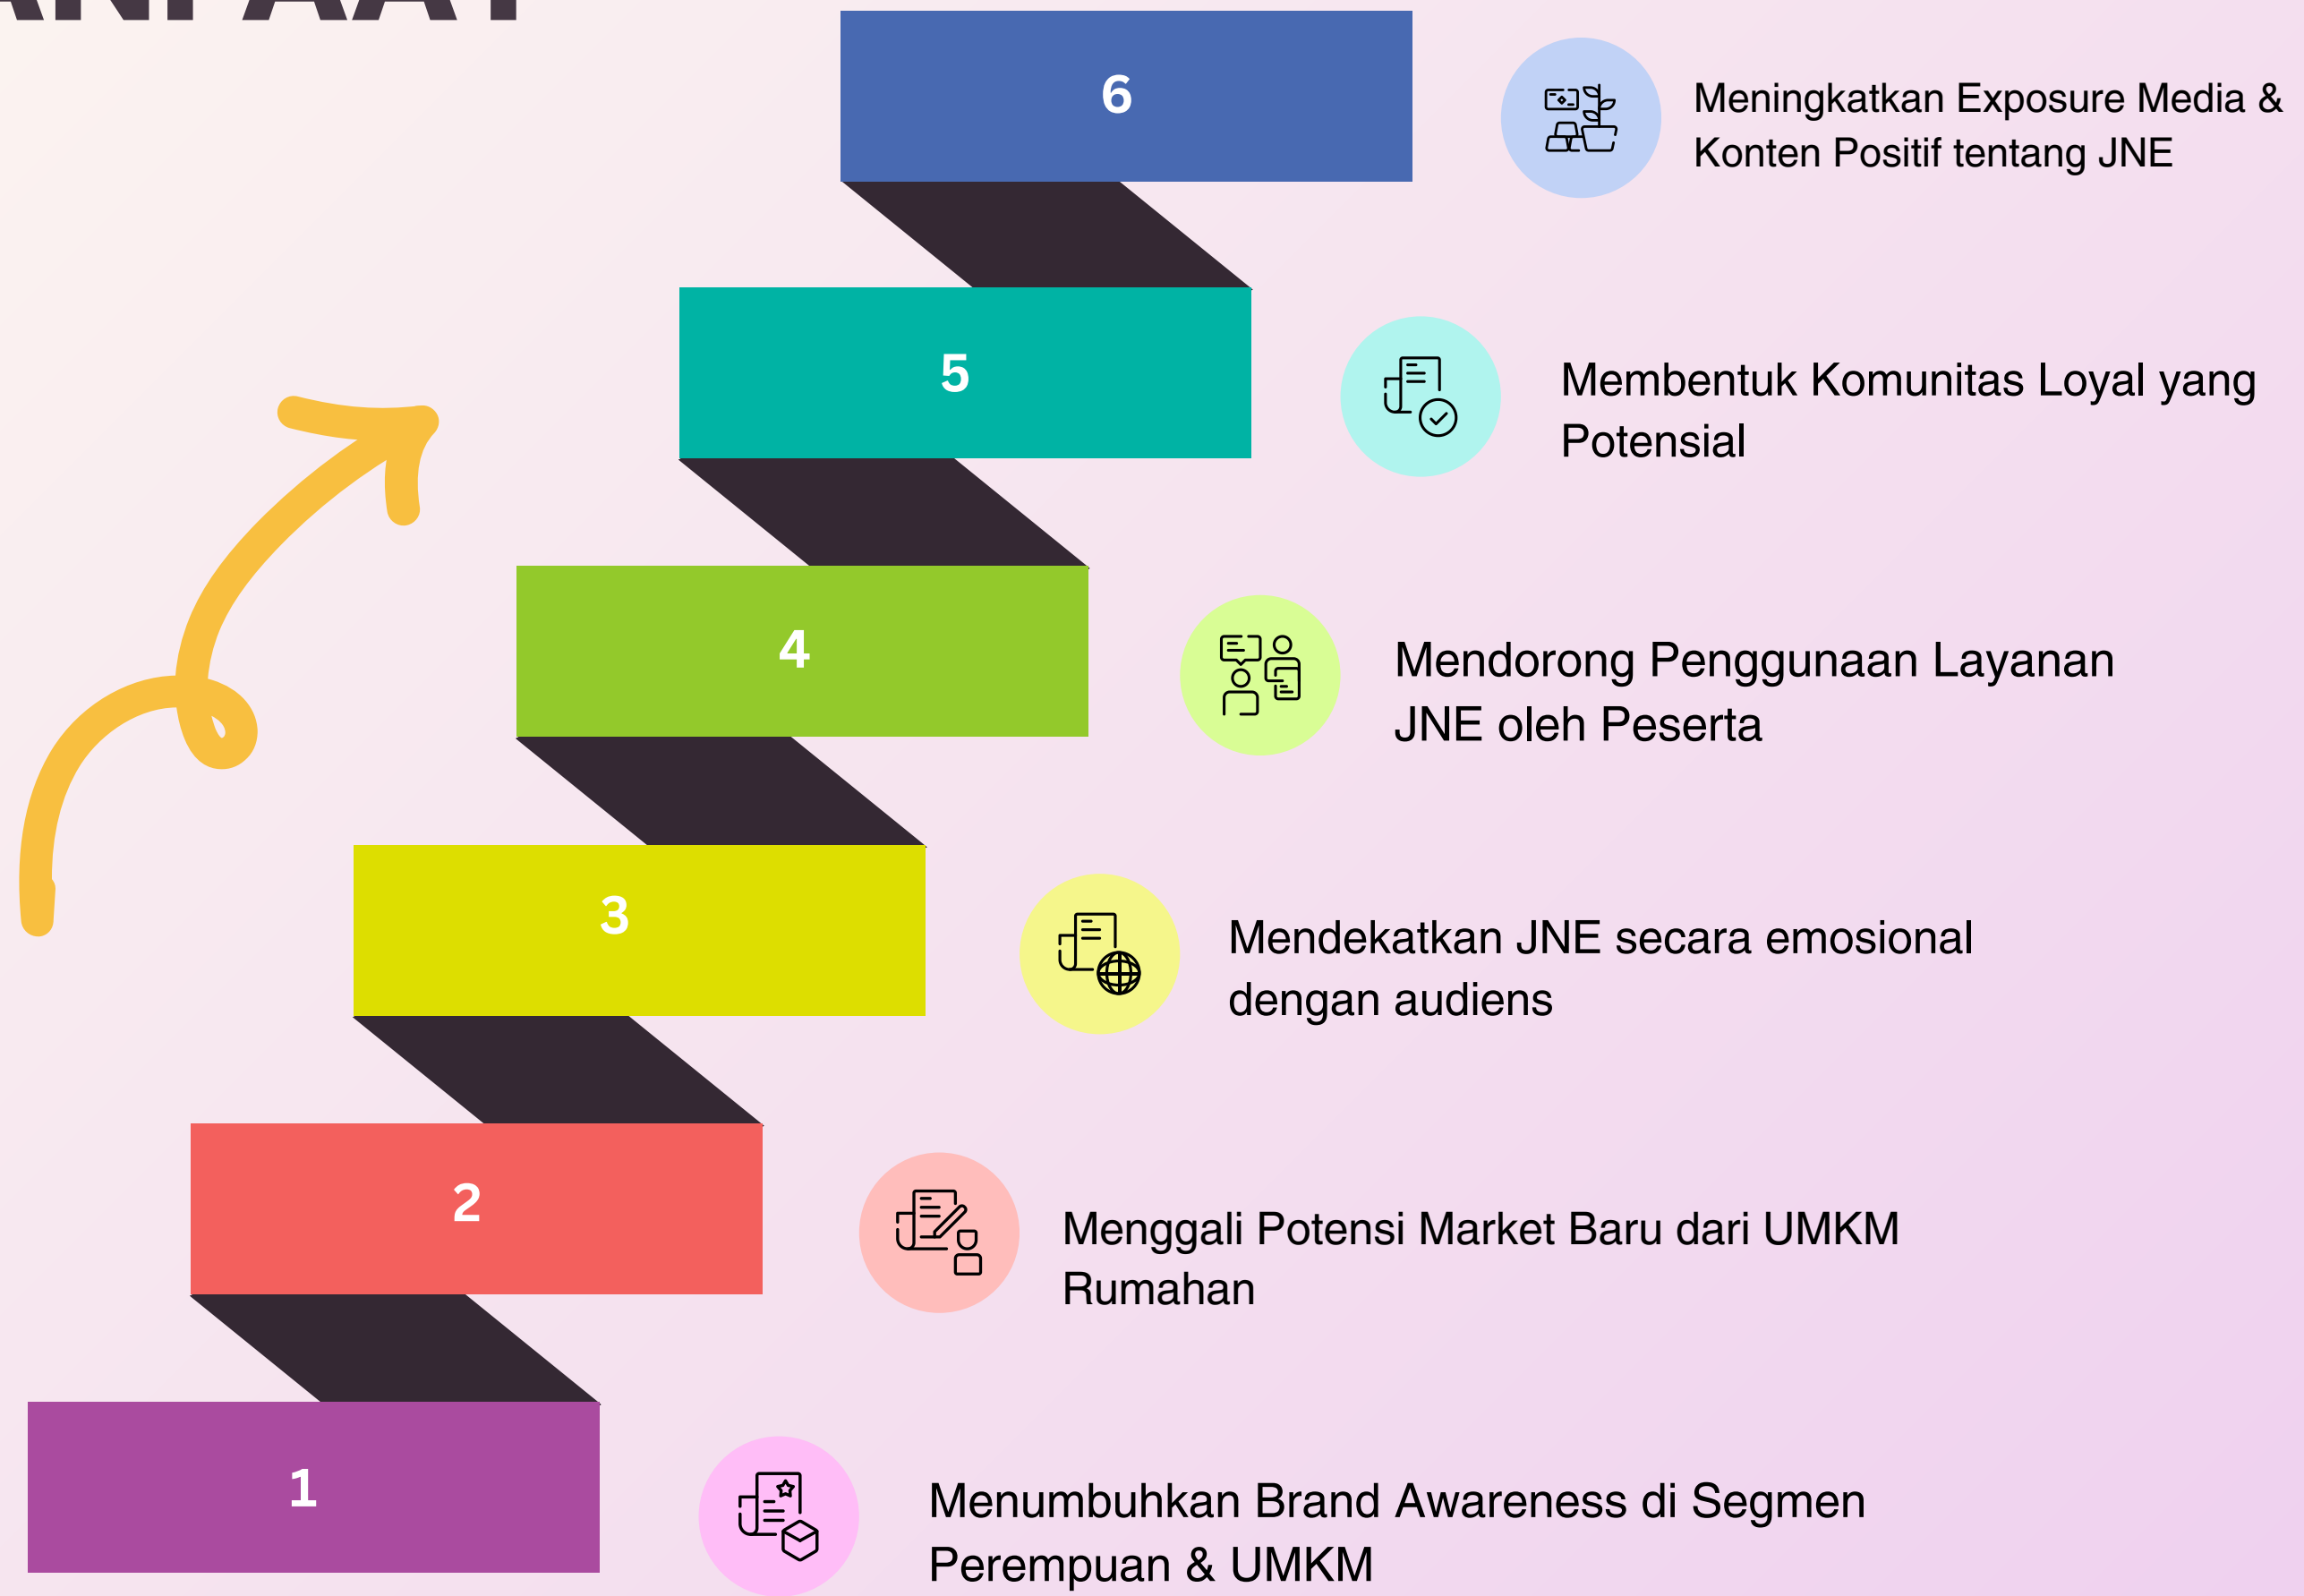 6
Meningkatkan Exposure Media &
Konten Positif tentang JNE
5
Membentuk Komunitas Loyal yang
Potensial
4
Mendorong Penggunaan Layanan
JNE oleh Peserta
3
Mendekatkan JNE secara emosional
dengan audiens
2
Menggali Potensi Market Baru dari UMKM
Rumahan
1
Menumbuhkan Brand Awareness di Segmen
Perempuan & UMKM